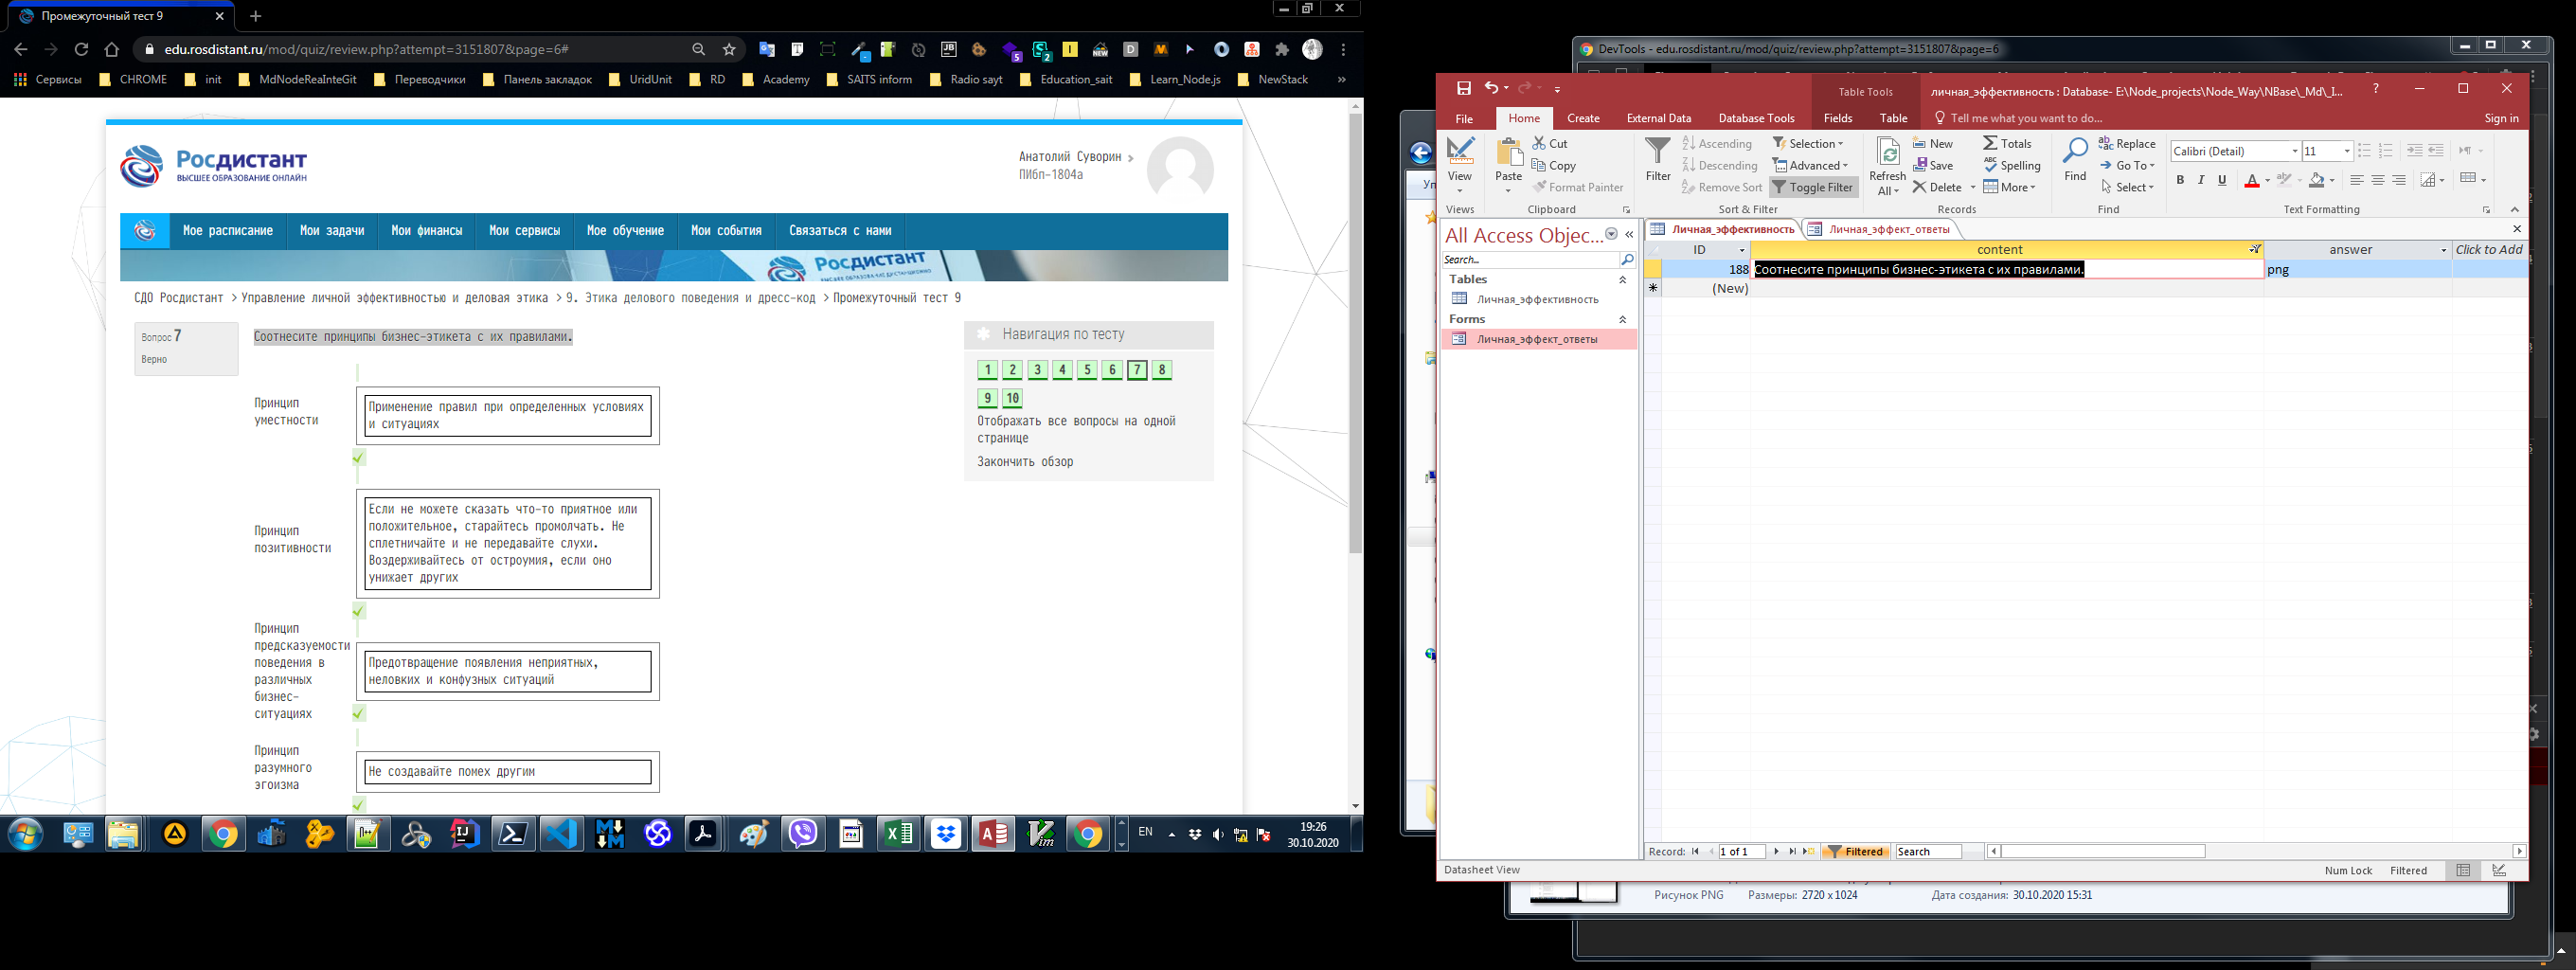 Промежуточный тест 9
edu.rosdistant.ru/mod/quiz/review.php?attempt=3151807&page=6#
Сервисы CHROME init MdNodeReaInteGit Переводчики Панель закладок UridUnit RD Academy SAITS inform Radio sayt Education_sait Learn_Node.js NewStack »
Росдистант
ВЫСШЕЕ ОБРАЗОВАНИЕ ОНЛАЙН
Анатолий Суворин
ПИбп-1804а
Мое расписание Мои задачи Мои финансы Мои сервисы Мое обучение Мои события Связаться с нами
Росдистант
СДО Росдистант > Управление личной эффективностью и деловая этика > 9. Этика делового поведения и дресс-код > Промежуточный тест 9
Вопрос 7
Верно
Соотнесите принципы бизнес-этикета с их правилами.
Принцип
уместности
Применение правил при определенных условиях
и ситуациях
Принцип
позитивности
Если не можете сказать что-то приятное или
положительное, старайтесь промолчать. Не
сплетничайте и не передавайте слухи.
Воздерживайтесь от остроумия, если оно
унижает других
Принцип
предсказуемости
поведения в
различных
бизнес-
ситуациях
Предотвращение появления неприятных,
неловких и конфузных ситуаций
Принцип
разумного
эгоизма
Не создавайте помех другим
Навигация по тесту
1 2 3 4 5 6 7 8
9 10
Отображать все вопросы на одной
странице
Закончить обзор
EN
19:26
30.10.2020
DevTools - edu.rosdistant.ru/mod/quiz/review.php?attempt=3151807&page=6
Table Tools
личная_эффективность : Database- E:\Node_projects\Node_Way\NBase\_Md\_I...
File Home Create External Data Database Tools Fields Table Tell me what you want to do...
Sign in
View
Views
Paste
Cut
Copy
Format Painter
Clipboard
Filter
Ascending
Descending
Remove Sort
Selection
Advanced
Toggle Filter
Sort & Filter
Refresh
All
New
Save
Delete
Totals
Spelling
More
Records
Find
Replace
Go To
Select
Find
Calibri (Detail) 11
B I U
Text Formatting
All Access Objec...
Search...
Tables
Личная_эффективность
Forms
Личная_эффект_ответы
Личная_эффективность Личная_эффект_ответы
ID content answer Click to Add
188 Соотнесите принципы бизнес-этикета с их правилами. png
(New)
Record: 1 of 1 Filtered Search
Datasheet View
Num Lock Filtered
Рисунок PNG Размеры: 2720 x 1024 Дата создания: 30.10.2020 15:31